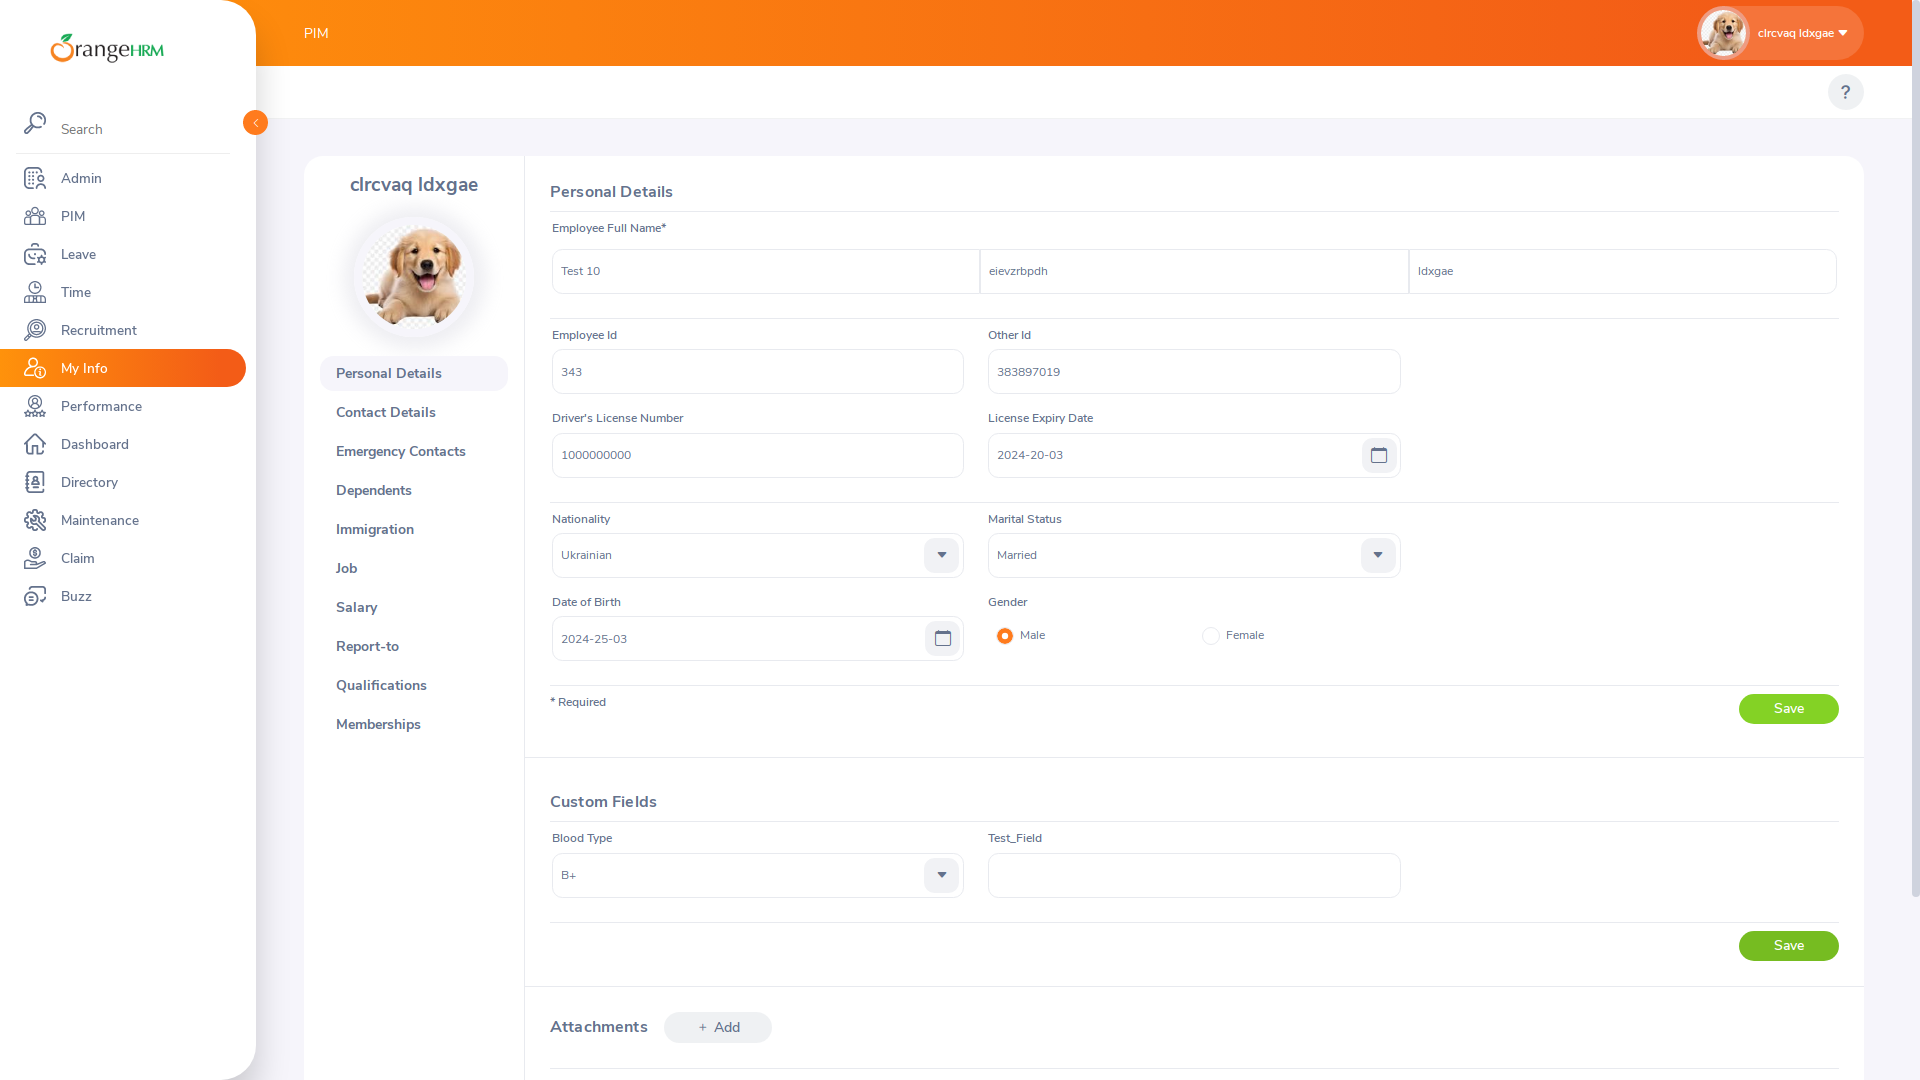 OrangeHRM
PIM
clrcvaq ldxgae
?
Search
Admin
PIM
Leave
Time
Recruitment
My Info
Performance
Dashboard
Directory
Maintenance
Claim
Buzz
clrcvaq ldxgae
Personal Details
Contact Details
Emergency Contacts
Dependents
Immigration
Job
Salary
Report-to
Qualifications
Memberships
Personal Details
Employee Full Name*
Test 10 eievzrbpdh ldxgae
Employee Id Other Id
343 383897019
Driver's License Number License Expiry Date
1000000000 2024-20-03
Nationality Marital Status
Ukrainian Married
Date of Birth Gender
2024-25-03 Male Female
* Required
Save
Custom Fields
Blood Type Test_Field
B+
Save
Attachments + Add